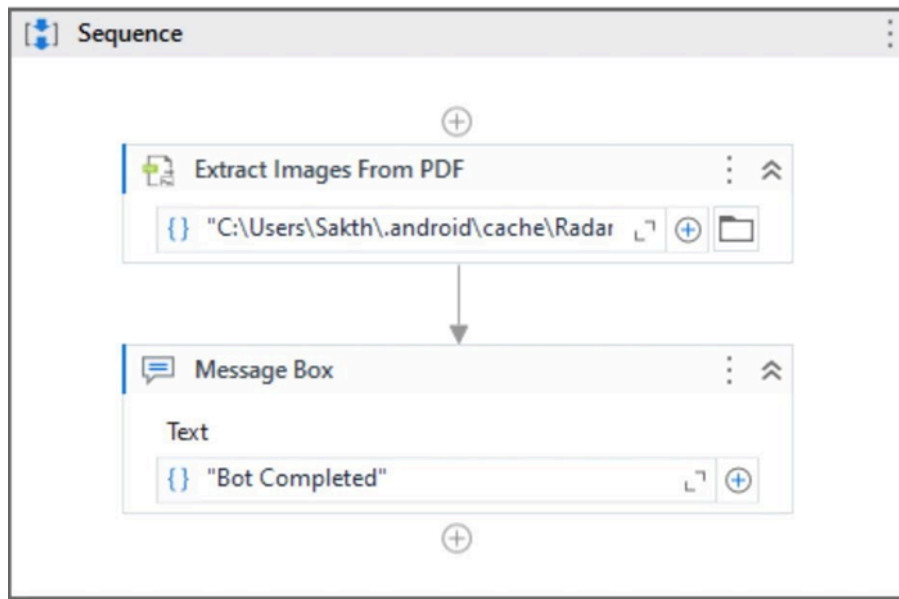 Sequence
Extract Images From PDF
{} "C:\Users\Sakth\.android\cache\Radar
Message Box
Text
{} "Bot Completed"